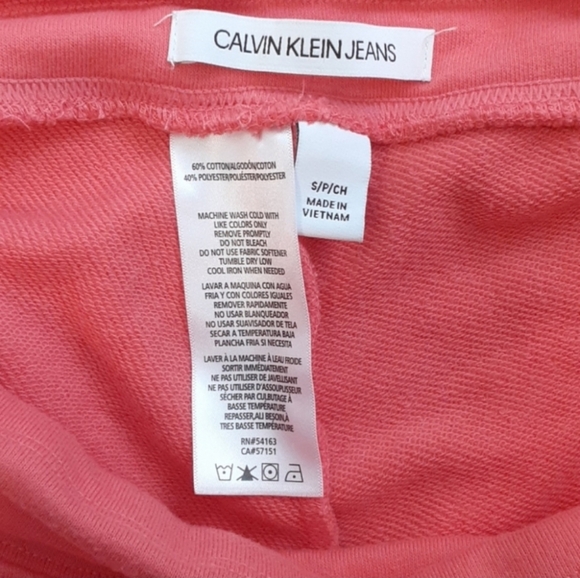 CALVIN KLEIN JEANS
60% COTTON/ALGODÓN/COTON
40% POLYESTER/POLIÉSTER/POLYESTER
S/P/CH
MADE IN
VIETNAM
MACHINE WASH COLD WITH
LIKE COLORS ONLY
REMOVE PROMPTLY
DO NOT BLEACH
DO NOT USE FABRIC SOFTENER
TUMBLE DRY LOW
COOL IRON WHEN NEEDED
LAVAR A MAQUINA CON AGUA
FRIA Y CON COLORES IGUALES
REMOVER RAPIDAMENTE
NO USAR BLANQUEADOR
NO USAR SUAVISADOR DE TELA
SECAR A TEMPERATURA BAJA
PLANCHA FRIA SI NECESITA
LAVER À LA MACHINE À L'EAU FROIDE
SORTIR IMMÉDIATEMENT
NE PAS UTILISER DE JAVELLISANT
NE PAS UTILISER D'ASSOUPLISSEUR
SÉCHER PAR CULBUTAGE À
BASSE TEMPÉRATURE
REPASSER,ALI BESOIN,À
TRES BASSE TEMPÉRATURE
RN#54163
CA#57151